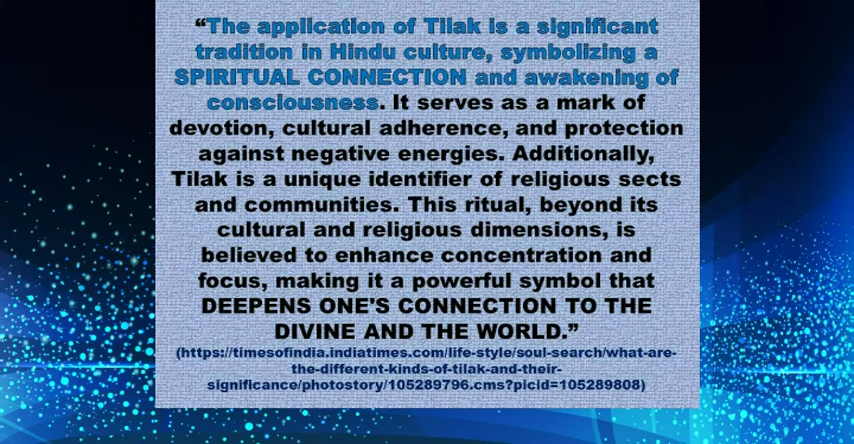 “The application of Tilak is a significant
tradition in Hindu culture, symbolizing a
SPIRITUAL CONNECTION and awakening of
consciousness. It serves as a mark of
devotion, cultural adherence, and protection
against negative energies. Additionally,
Tilak is a unique identifier of religious sects
and communities. This ritual, beyond its
cultural and religious dimensions, is
believed to enhance concentration and
focus, making it a powerful symbol that
DEEPENS ONE'S CONNECTION TO THE
DIVINE AND THE WORLD.”
(https://timesofindia.indiatimes.com/life-style/soul-search/what-are-
the-different-kinds-of-tilak-and-their-
significance/photostory/105289796.cms?picid=105289808)